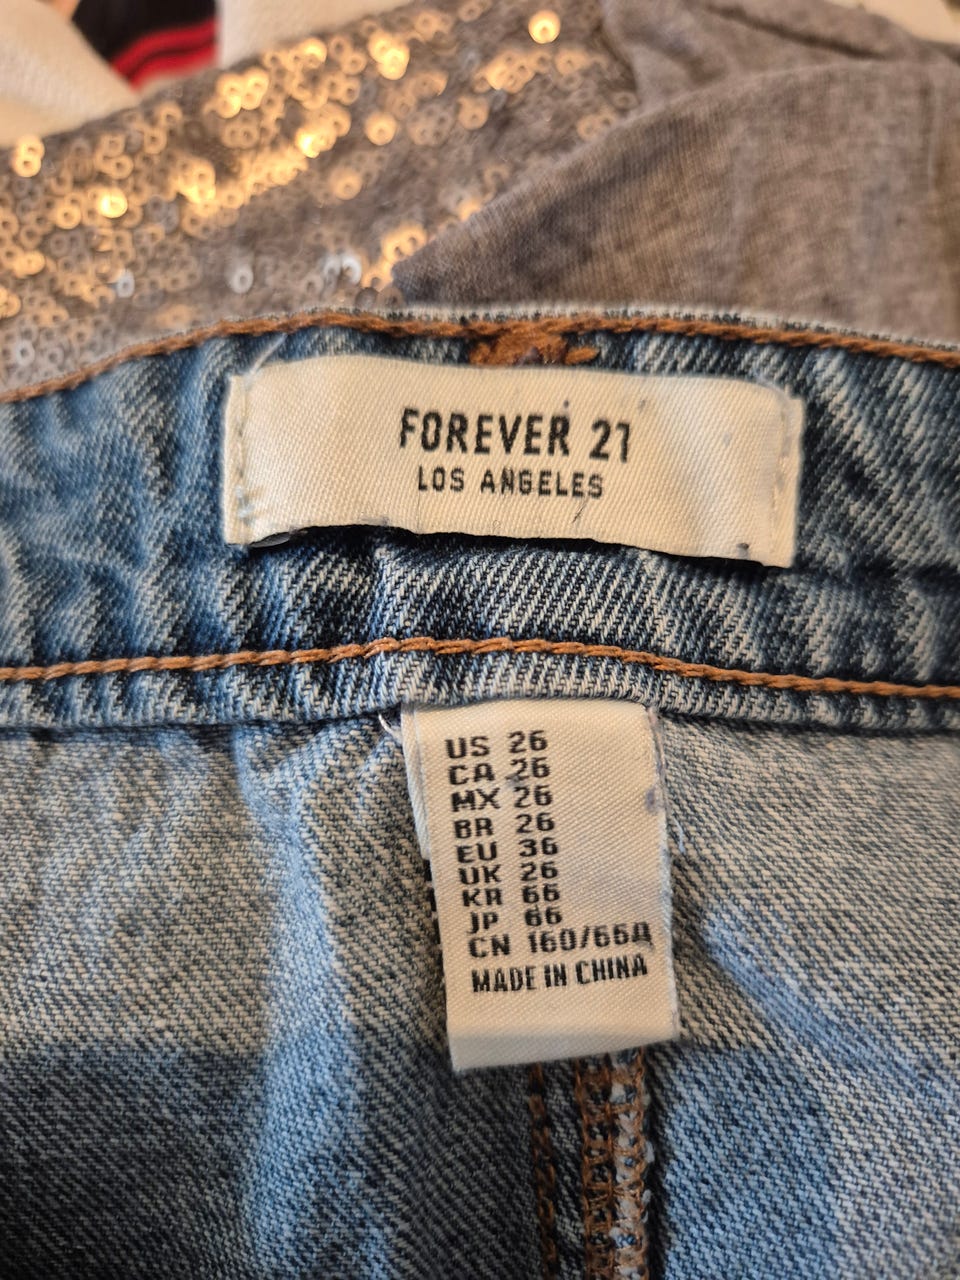 FOREVER 21
LOS ANGELES
US 26
CA 26
MX 26
BR 26
EU 36
UK 26
KR 66
JP 66
CN 160/66A
MADE IN CHINA